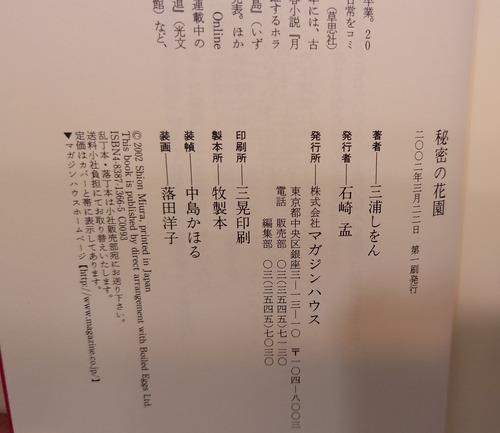 秘密の花園
二〇〇二年三月二二日　第一刷発行
著者――三浦しをん
発行者――石﨑 孟
発行所――株式会社マガジンハウス
東京都中央区銀座三-一三-一〇　〒一〇四-八〇〇三
電話　販売部　〇三(三五四五)七一三〇
編集部　〇三(三五四五)七〇三〇
印刷所――三晃印刷
製本所――牧製本
装幀――中島かほる
装画――落田洋子
©2002 Shion Miura, printed in Japan
This book is published by direct arrangement with Boiled Eggs Ltd.
ISBN4-8387-1366-5 C0093
乱丁本・落丁本は小社販売部宛にお送り下さい。
送料小社負担にてお取り替えいたします。
定価はカバーと帯に表示してあります。
▼マガジンハウスホームページ【http://www.magazine.co.jp/】
卒業。20
日常をコミ
(草思社)
年には、古
春小説『月
するホラ
島』(いず
発表。ほか
Online
連載中の
退』(光文
館)など、